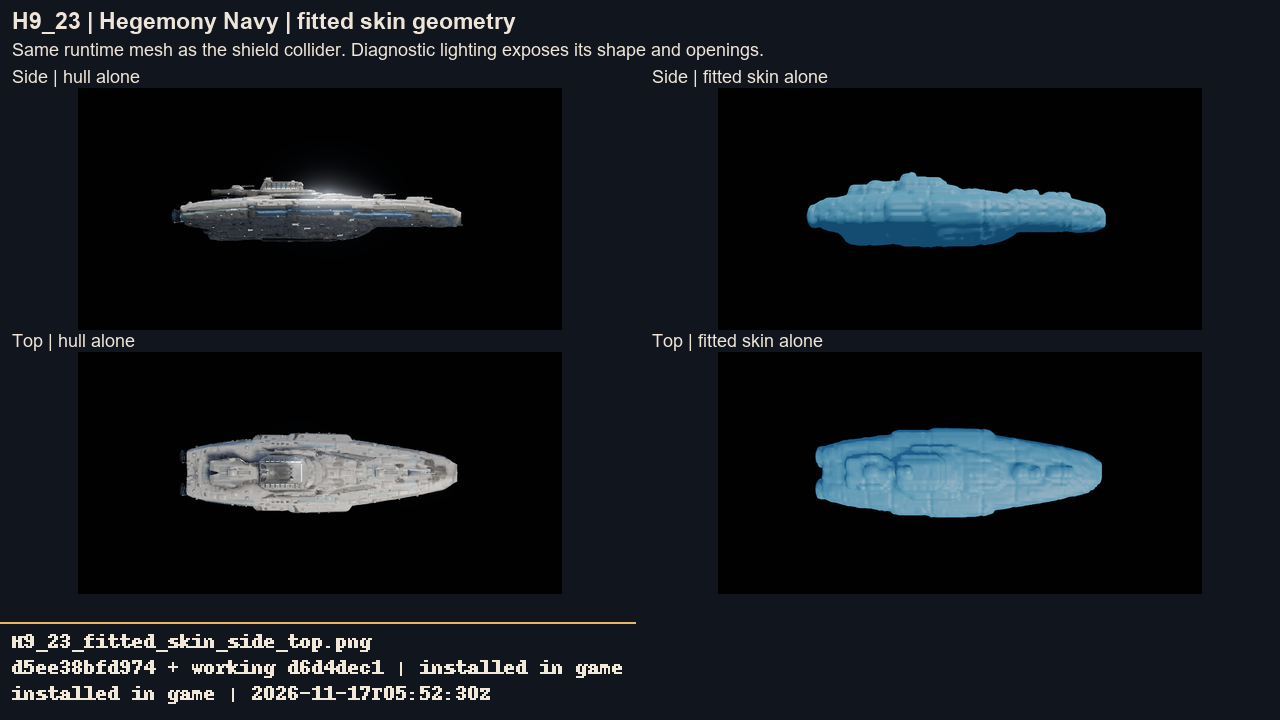 H9_23 | Hegemony Navy | fitted skin geometry
Same runtime mesh as the shield collider. Diagnostic lighting exposes its shape and openings.
Side | hull alone
Side | fitted skin alone
Top | hull alone
Top | fitted skin alone
H9_23_fitted_skin_side_top.png
d5ee38bfd974 + working d6d4dec1 | installed in game
installed in game | 2026-11-17T05:52:30Z